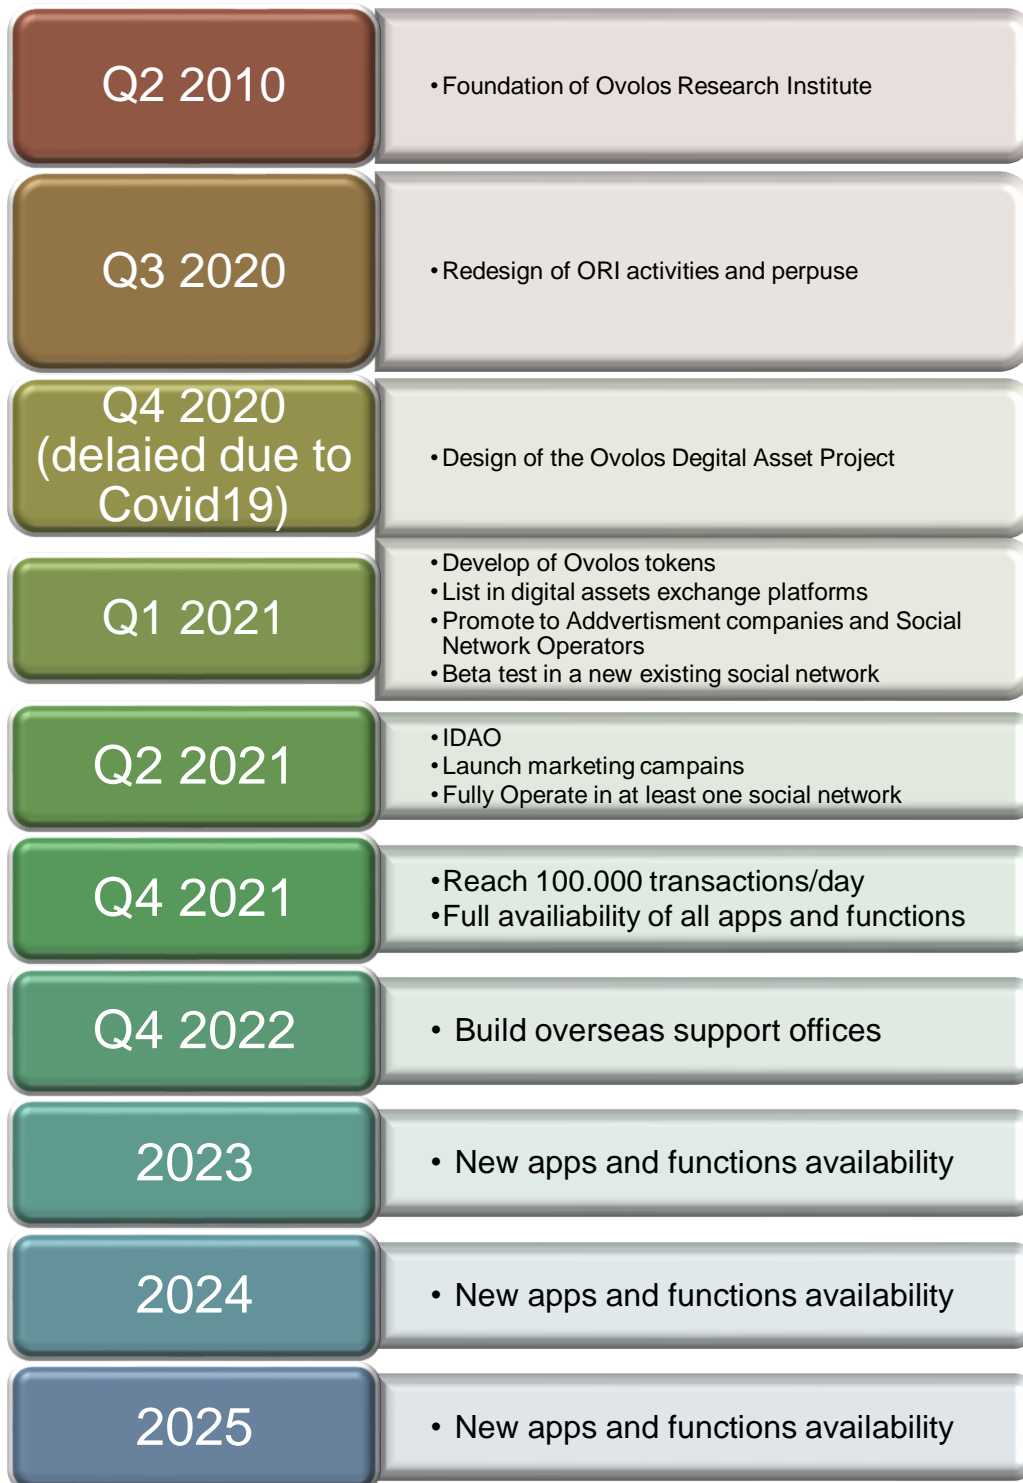 Q2 2010
•Foundation of Ovolos Research Institute
Q3 2020
•Redesign of ORI activities and perpuse
Q4 2020
(delaied due to
Covid19)
•Design of the Ovolos Degital Asset Project
Q1 2021
•Develop of Ovolos tokens
•List in digital assets exchange platforms
•Promote to Addvertisment companies and Social
Network Operators
•Beta test in a new existing social network
Q2 2021
•IDAO
•Launch marketing campains
•Fully Operate in at least one social network
Q4 2021
•Reach 100.000 transactions/day
•Full availiability of all apps and functions
Q4 2022
• Build overseas support offices
2023
• New apps and functions availability
2024
• New apps and functions availability
2025
• New apps and functions availability